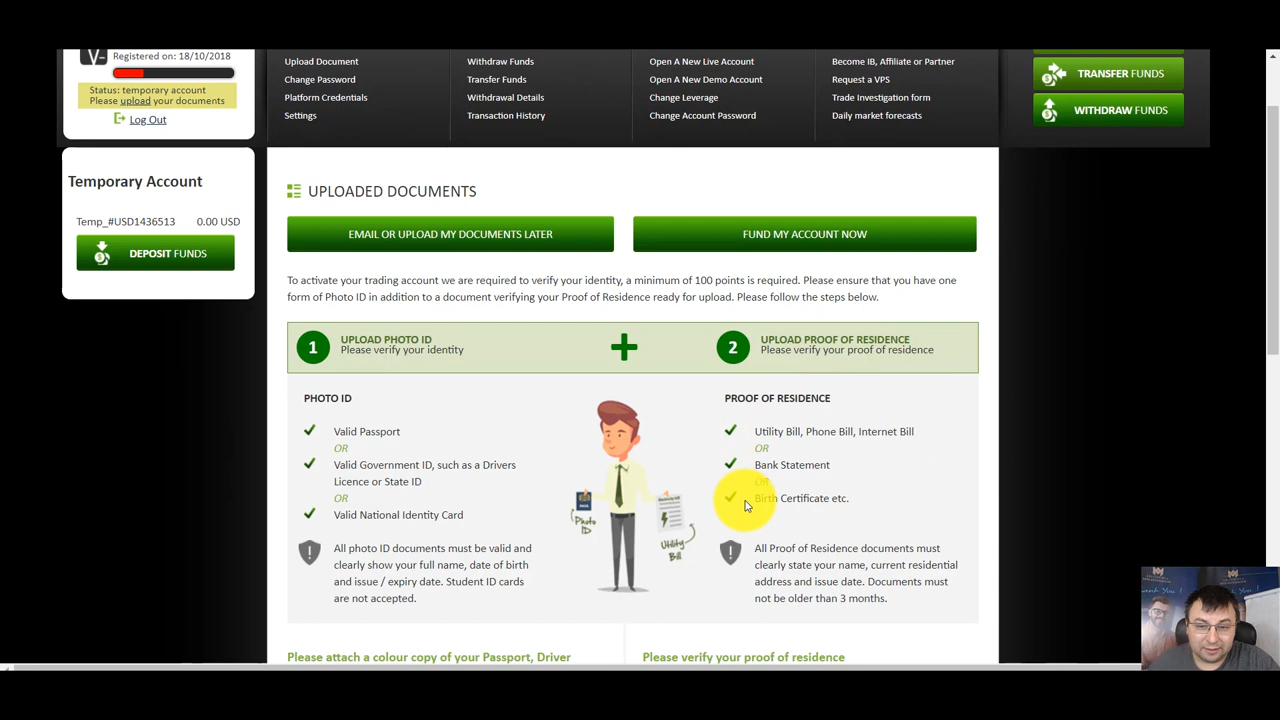 Registered on: 18/10/2018
Status: temporary account
Please upload your documents
Log Out
Upload Document
Change Password
Platform Credentials
Settings
Withdraw Funds
Transfer Funds
Withdrawal Details
Transaction History
Open A New Live Account
Open A New Demo Account
Change Leverage
Change Account Password
Become IB, Affiliate or Partner
Request a VPS
Trade Investigation form
Daily market forecasts
TRANSFER FUNDS
WITHDRAW FUNDS
Temporary Account
Temp_#USD1436513 0.00 USD
DEPOSIT FUNDS
UPLOADED DOCUMENTS
EMAIL OR UPLOAD MY DOCUMENTS LATER
FUND MY ACCOUNT NOW
To activate your trading account we are required to verify your identity, a minimum of 100 points is required. Please ensure that you have one
form of Photo ID in addition to a document verifying your Proof of Residence ready for upload. Please follow the steps below.
1
UPLOAD PHOTO ID
Please verify your identity
2
UPLOAD PROOF OF RESIDENCE
Please verify your proof of residence
PHOTO ID
Valid Passport
OR
Valid Government ID, such as a Drivers
Licence or State ID
OR
Valid National Identity Card
All photo ID documents must be valid and
clearly show your full name, date of birth
and issue / expiry date. Student ID cards
are not accepted.
Photo
ID
Utility
Bill
PROOF OF RESIDENCE
Utility Bill, Phone Bill, Internet Bill
OR
Bank Statement
OR
Birth Certificate etc.
All Proof of Residence documents must
clearly state your name, current residential
address and issue date. Documents must
not be older than 3 months.
Please attach a colour copy of your Passport, Driver
Please verify your proof of residence